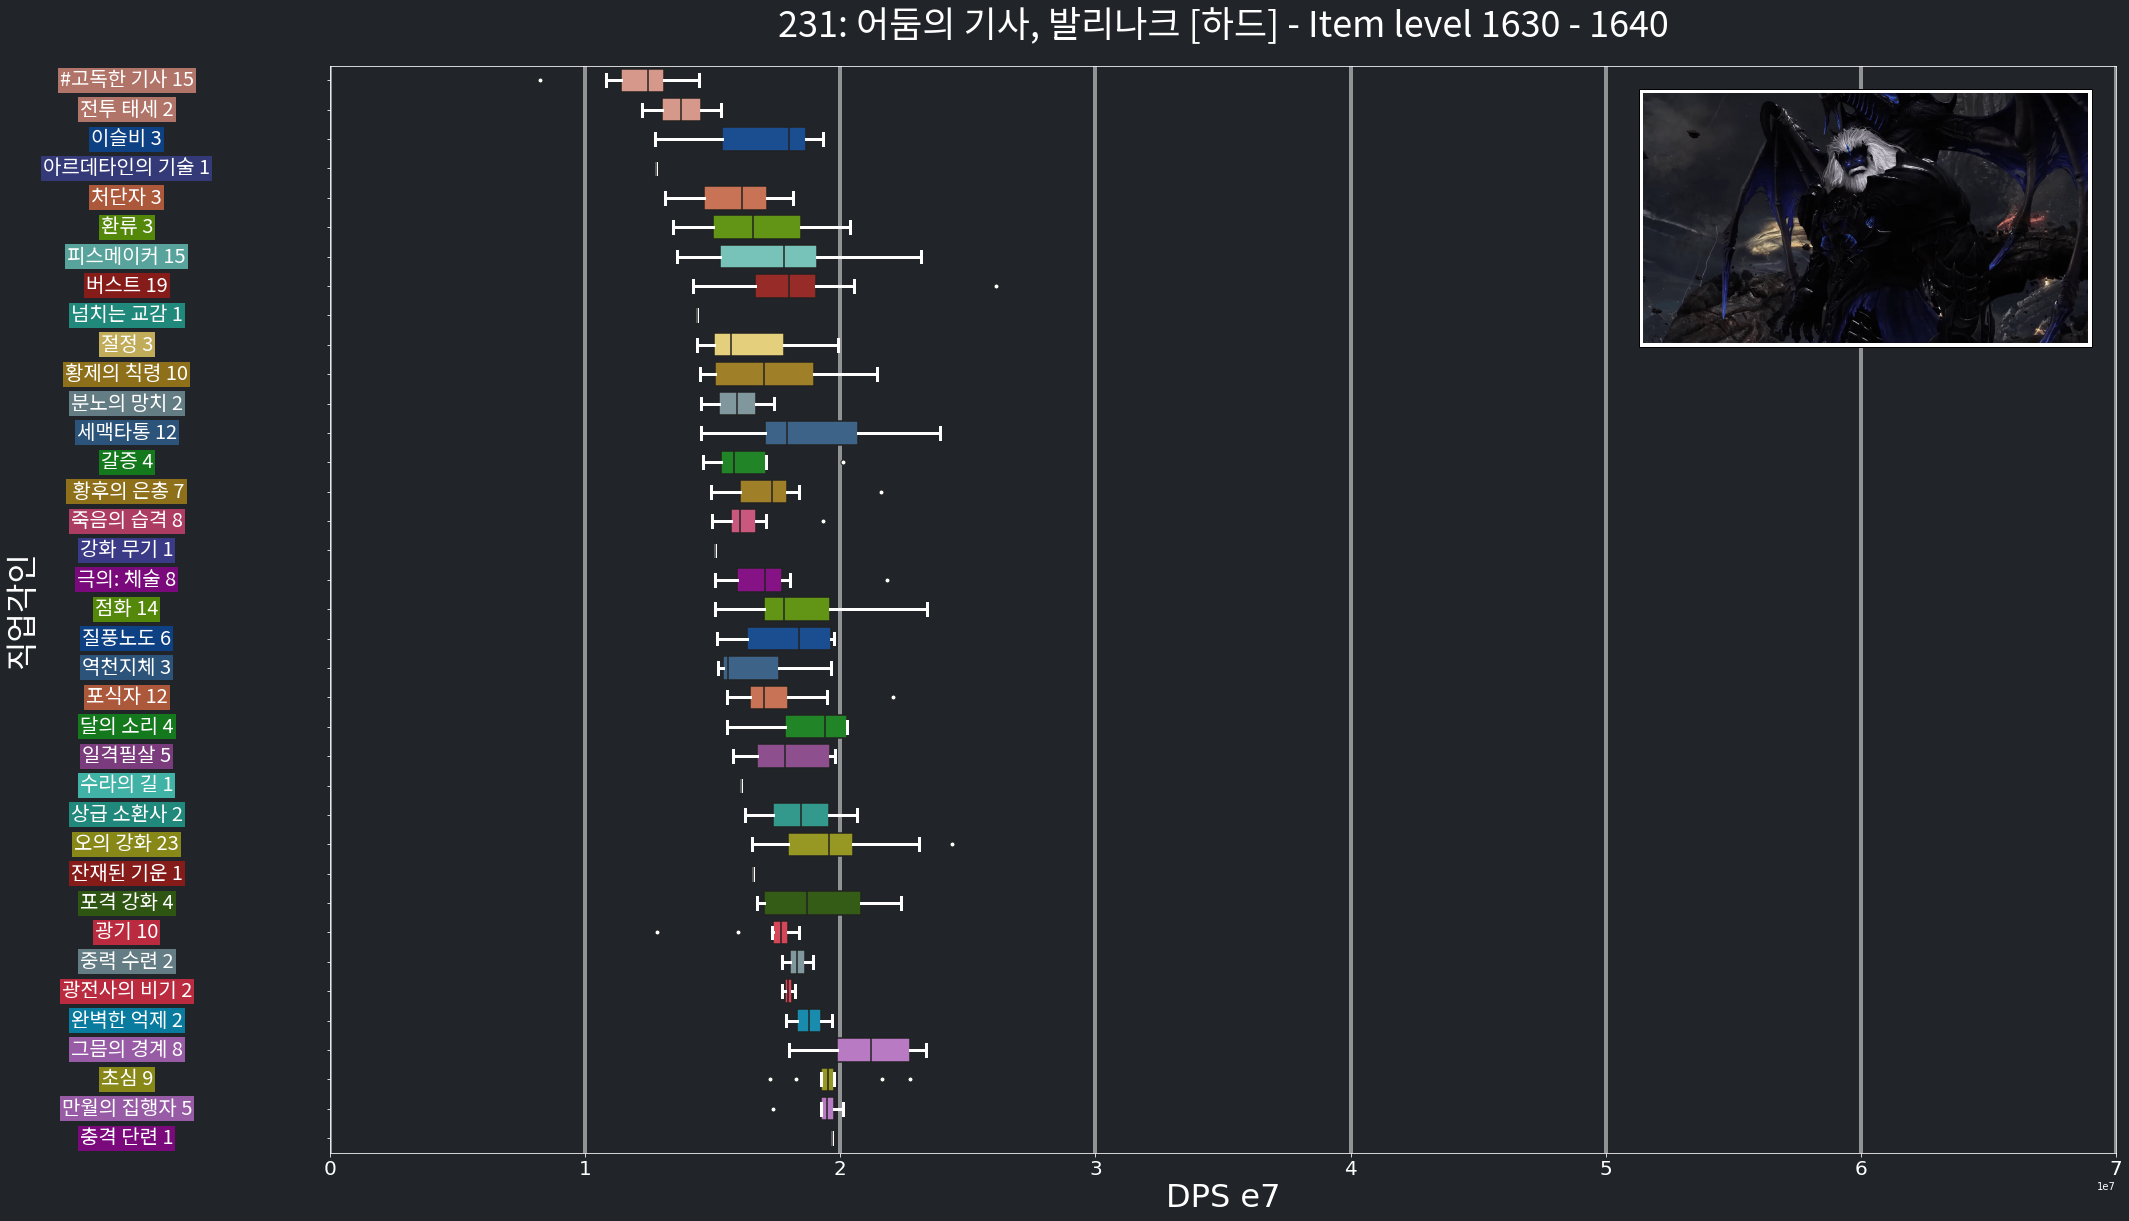 231: 어둠의 기사, 발리나크 [하드] - Item level 1630 - 1640
#고독한 기사 15
전투 태세 2
이슬비 3
아르데타인의 기술 1
처단자 3
환류 3
피스메이커 15
버스트 19
넘치는 교감 1
절정 3
황제의 칙령 10
분노의 망치 2
세맥타통 12
갈증 4
황후의 은총 7
죽음의 습격 8
강화 무기 1
극의: 체술 8
점화 14
질풍노도 6
역천지체 3
포식자 12
달의 소리 4
일격필살 5
수라의 길 1
상급 소환사 2
오의 강화 23
잔재된 기운 1
포격 강화 4
광기 10
중력 수련 2
광전사의 비기 2
완벽한 억제 2
그믐의 경계 8
초심 9
만월의 집행자 5
충격 단련 1
직업각인
0 1 2 3 4 5 6 7
1e7
DPS e7